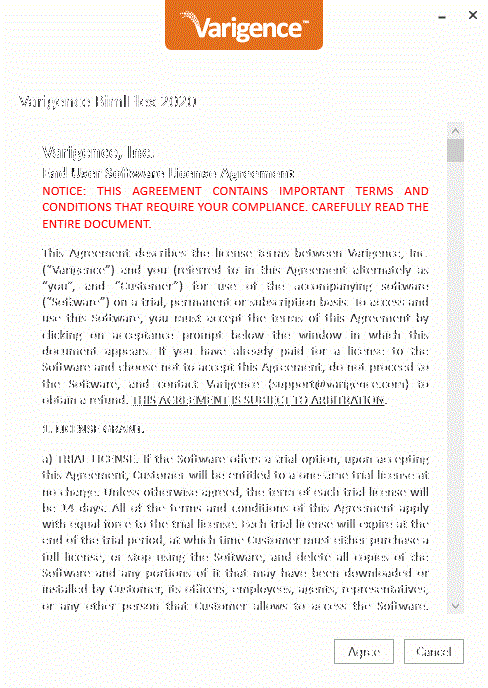 Varigence™
Varigence BimlFlex 2020
Varigence, Inc.
End User Software License Agreement
NOTICE: THIS AGREEMENT CONTAINS IMPORTANT TERMS AND
CONDITIONS THAT REQUIRE YOUR COMPLIANCE. CAREFULLY READ THE
ENTIRE DOCUMENT.
This Agreement describes the license terms between Varigence, Inc.
(“Varigence”) and you (referred to in this Agreement alternately as
“you”, and “Customer”) for use of the accompanying software
(“Software”) on a trial, permanent or subscription basis. To access and
use this Software, you must accept the terms of this Agreement by
clicking on acceptance prompt below the window in which this
document appears. If you have already paid for a license to the
Software and choose not to accept this Agreement, do not proceed to
the Software, and contact Varigence (support@varigence.com) to
obtain a refund. THIS AGREEMENT IS SUBJECT TO ARBITRATION.
1. LICENSE GRANT.
a) TRIAL LICENSE. If the Software offers a trial option, upon accepting
this Agreement, Customer will be entitled to a one-time trial license at
no charge. Unless otherwise agreed, the term of each trial license will
be 14 days. All of the terms and conditions of this Agreement apply
with equal force to the trial license. Each trial license will expire at the
end of the trial period, at which time Customer must either purchase a
full license, or stop using the Software, and delete all copies of the
Software and any portions of it that may have been downloaded or
installed by Customer, its officers, employees, agents, representatives,
or any other person that Customer allows to access the Software.
Agree Cancel